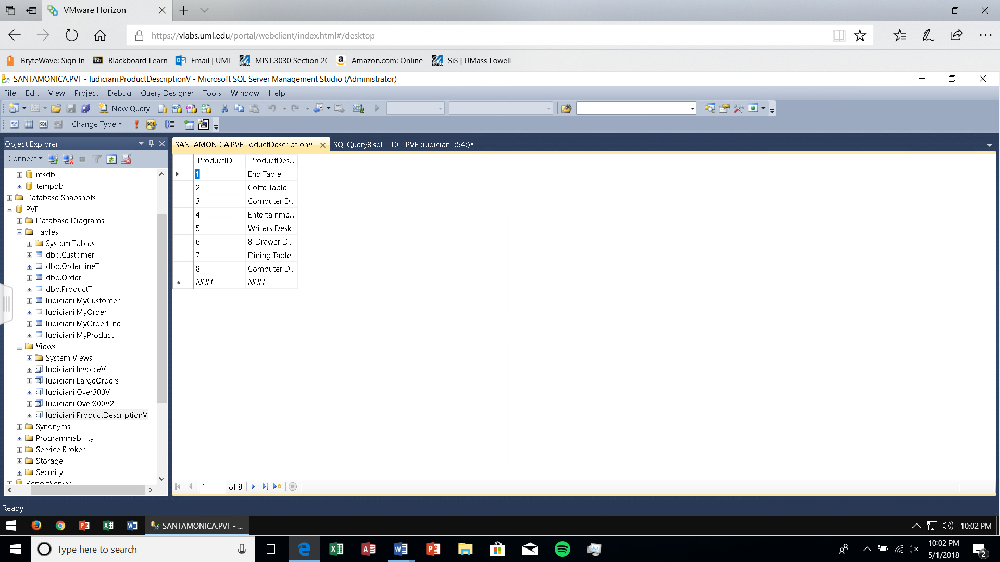 VMware Horizon
https://vlabs.uml.edu/portal/webclient/index.html#/desktop
BryteWave: Sign In
Bb Blackboard Learn
Email | UML
MIST.3030 Section 20
Amazon.com: Online
SiS | UMass Lowell
SANTAMONICA.PVF - Iudiciani.ProductDescriptionV - Microsoft SQL Server Management Studio (Administrator)
File Edit View Project Debug Query Designer Tools Window Help
New Query
Change Type
Object Explorer
SANTAMONICA.PVF...oductDescriptionV
SQLQuery8.sql - 10....PVF (iudiciani (54))*
Connect
msdb
tempdb
Database Snapshots
PVF
Database Diagrams
Tables
System Tables
dbo.CustomerT
dbo.OrderLineT
dbo.OrderT
dbo.ProductT
Iudiciani.MyCustomer
Iudiciani.MyOrder
Iudiciani.MyOrderLine
Iudiciani.MyProduct
Views
System Views
Iudiciani.InvoiceV
Iudiciani.LargeOrders
Iudiciani.Over300V1
Iudiciani.Over300V2
Iudiciani.ProductDescriptionV
Synonyms
Programmability
Service Broker
Storage
Security
ReportServer
ProductID ProductDes...
1 End Table
2 Coffe Table
3 Computer D...
4 Entertainme...
5 Writers Desk
6 8-Drawer D...
7 Dining Table
8 Computer D...
NULL NULL
1 of 8
Ready
SANTAMONICA.PVF - ...
10:02 PM
Type here to search
10:02 PM
5/1/2018
2